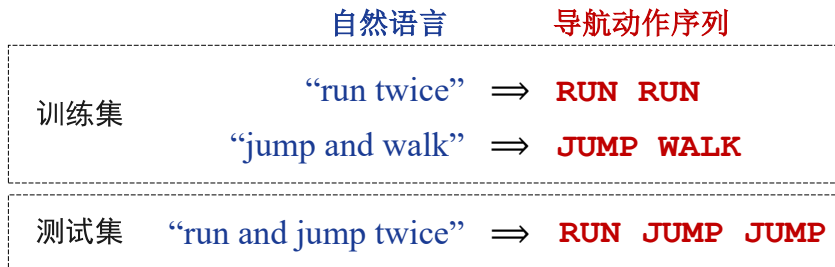 自然语言 导航动作序列
训练集
“run twice” ⟹ RUN RUN
“jump and walk” ⟹ JUMP WALK
测试集 “run and jump twice” ⟹ RUN JUMP JUMP